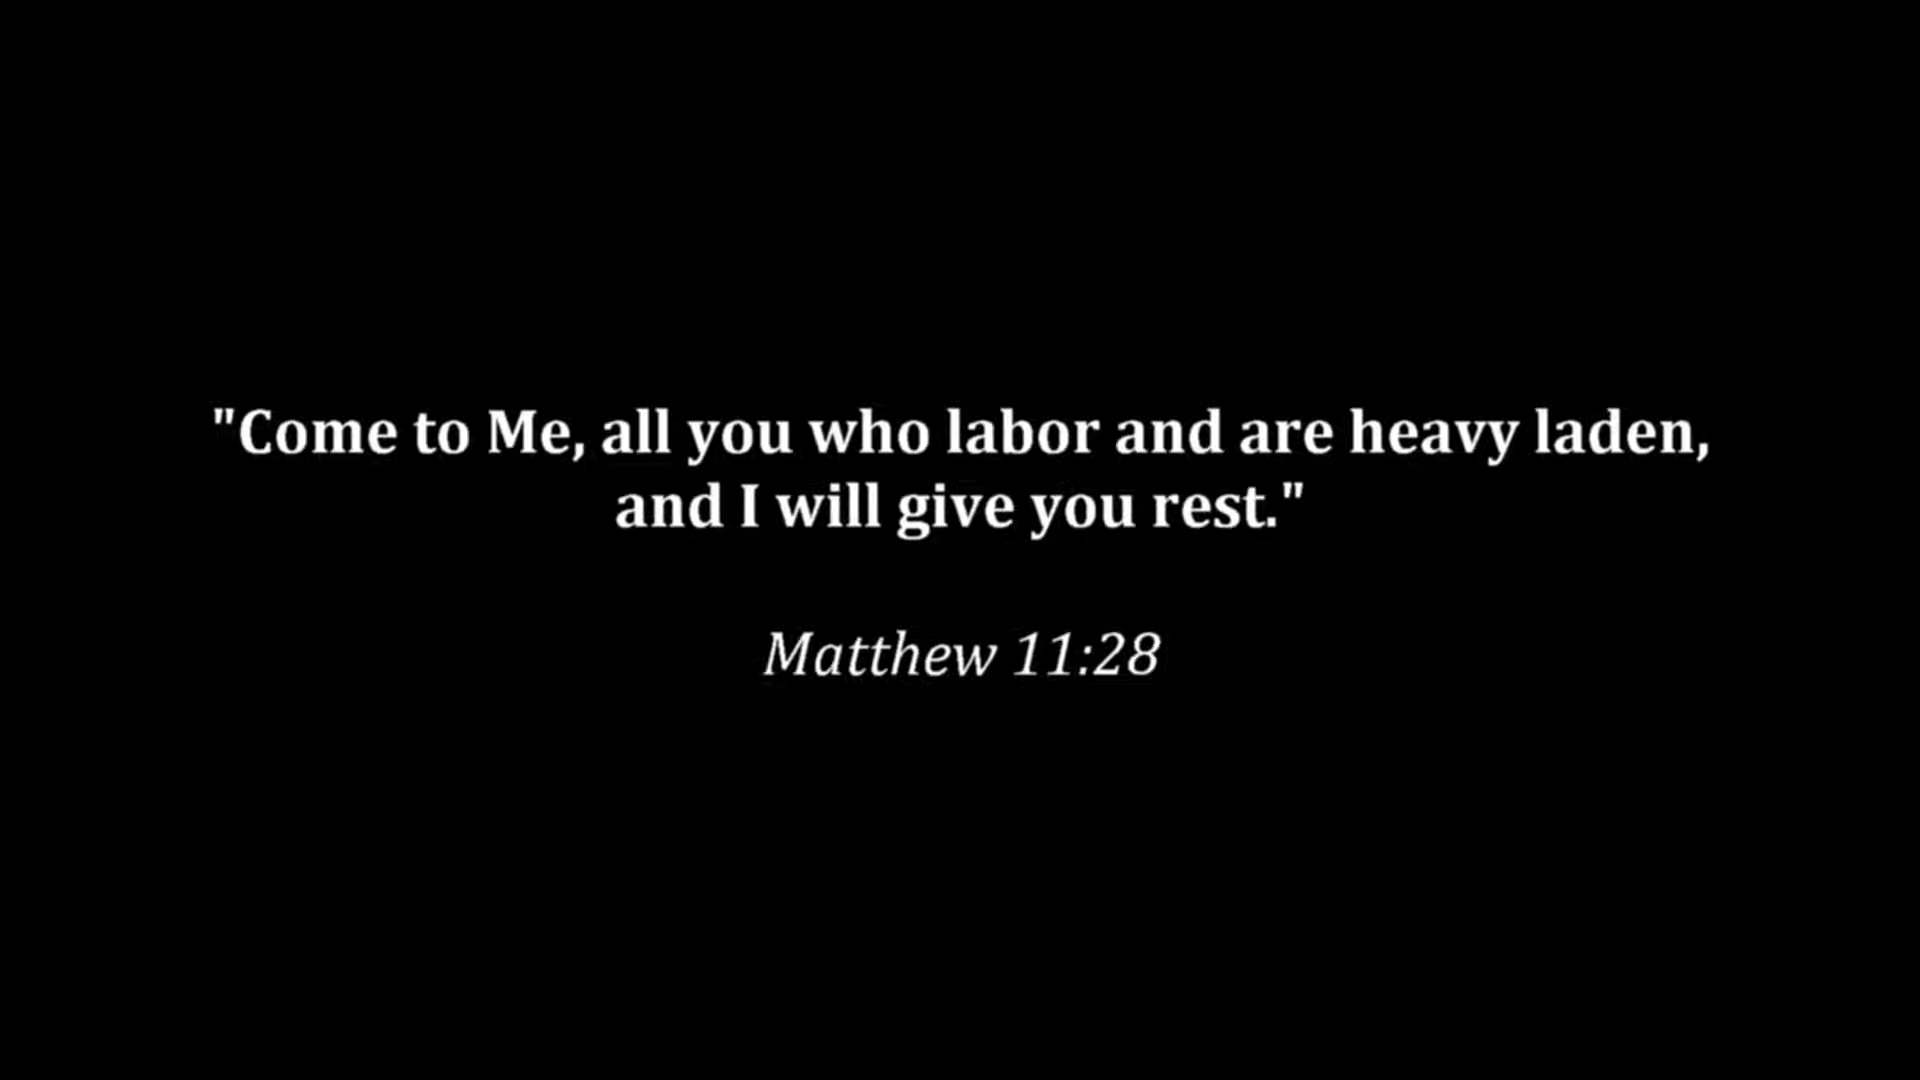 "Come to Me, all you who labor and are heavy laden,
and I will give you rest."
Matthew 11:28